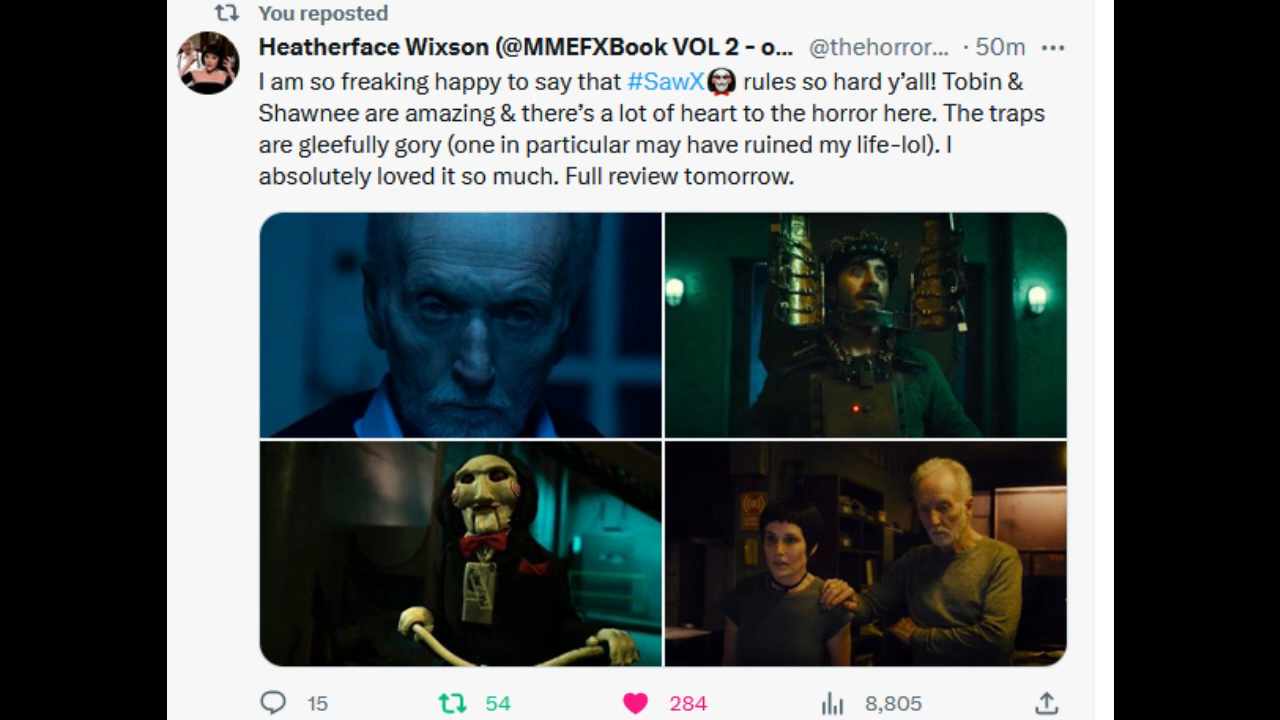 You reposted
Heatherface Wixson (@MMEFXBook VOL 2 - o... @thehorror... · 50m
I am so freaking happy to say that #SawX rules so hard y’all! Tobin &
Shawnee are amazing & there’s a lot of heart to the horror here. The traps
are gleefully gory (one in particular may have ruined my life-lol). I
absolutely loved it so much. Full review tomorrow.
15 54 284 8,805